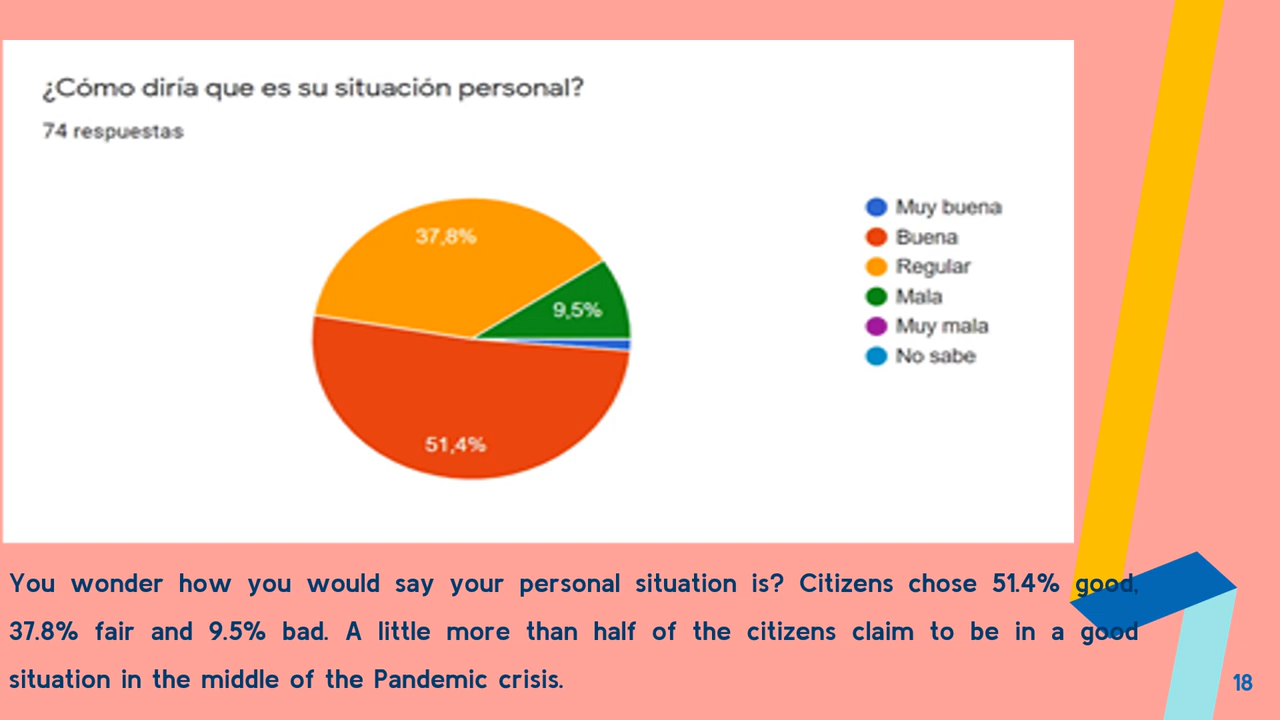 ¿Cómo diría que es su situación personal?
74 respuestas
37,8%
9,5%
51,4%
Muy buena
Buena
Regular
Mala
Muy mala
No sabe
You wonder how you would say your personal situation is? Citizens chose 51.4% good,
37.8% fair and 9.5% bad. A little more than half of the citizens claim to be in a good
situation in the middle of the Pandemic crisis.
18